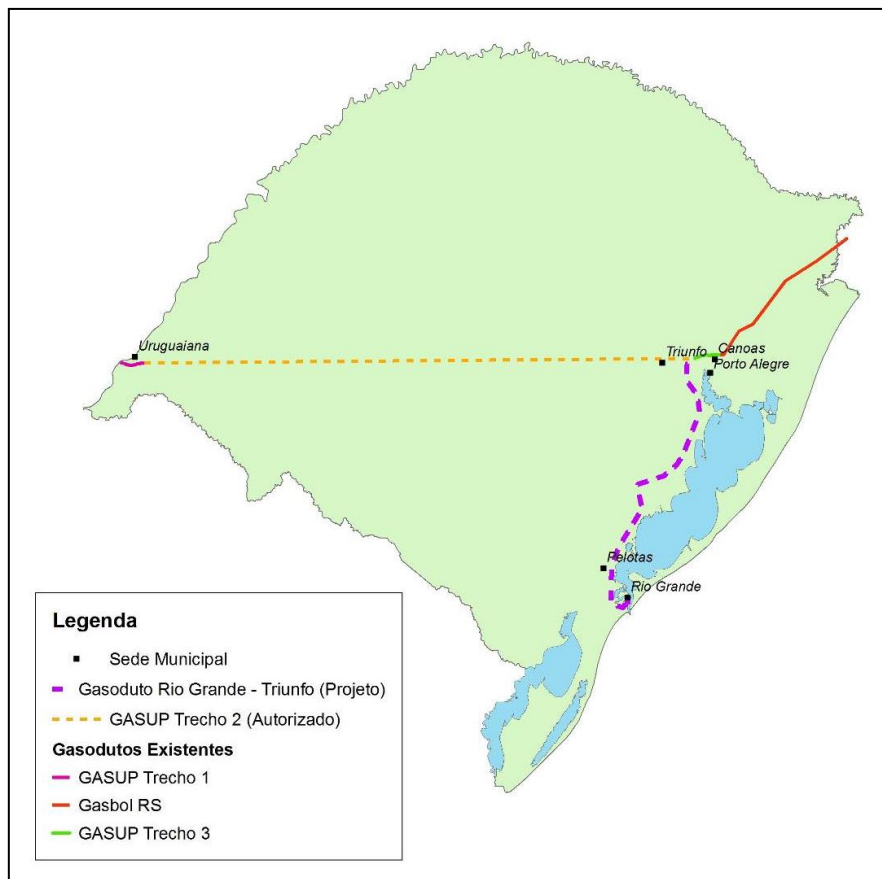 Uruguaiana
Triunfo
Canoas
Porto Alegre
Pelotas
Rio Grande
Legenda
Sede Municipal
Gasoduto Rio Grande - Triunfo (Projeto)
GASUP Trecho 2 (Autorizado)
Gasodutos Existentes
GASUP Trecho 1
Gasbol RS
GASUP Trecho 3